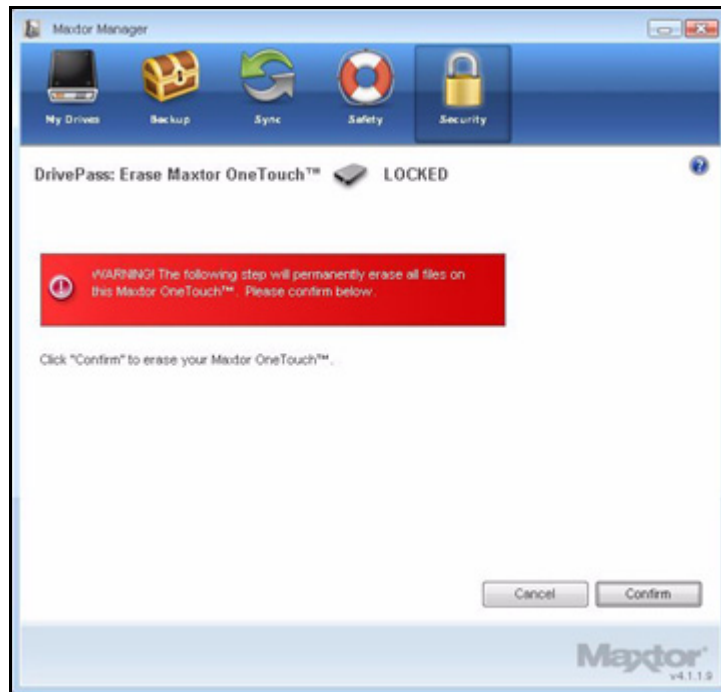 Maxtor Manager
My Drives Backup Sync Safety Security
DrivePass: Erase Maxtor OneTouch™ LOCKED
WARNING! The following step will permanently erase all files on
this Maxtor OneTouch™. Please confirm below.
Click "Confirm" to erase your Maxtor OneTouch™.
Cancel Confirm
Maxtor
v4.1.1.9